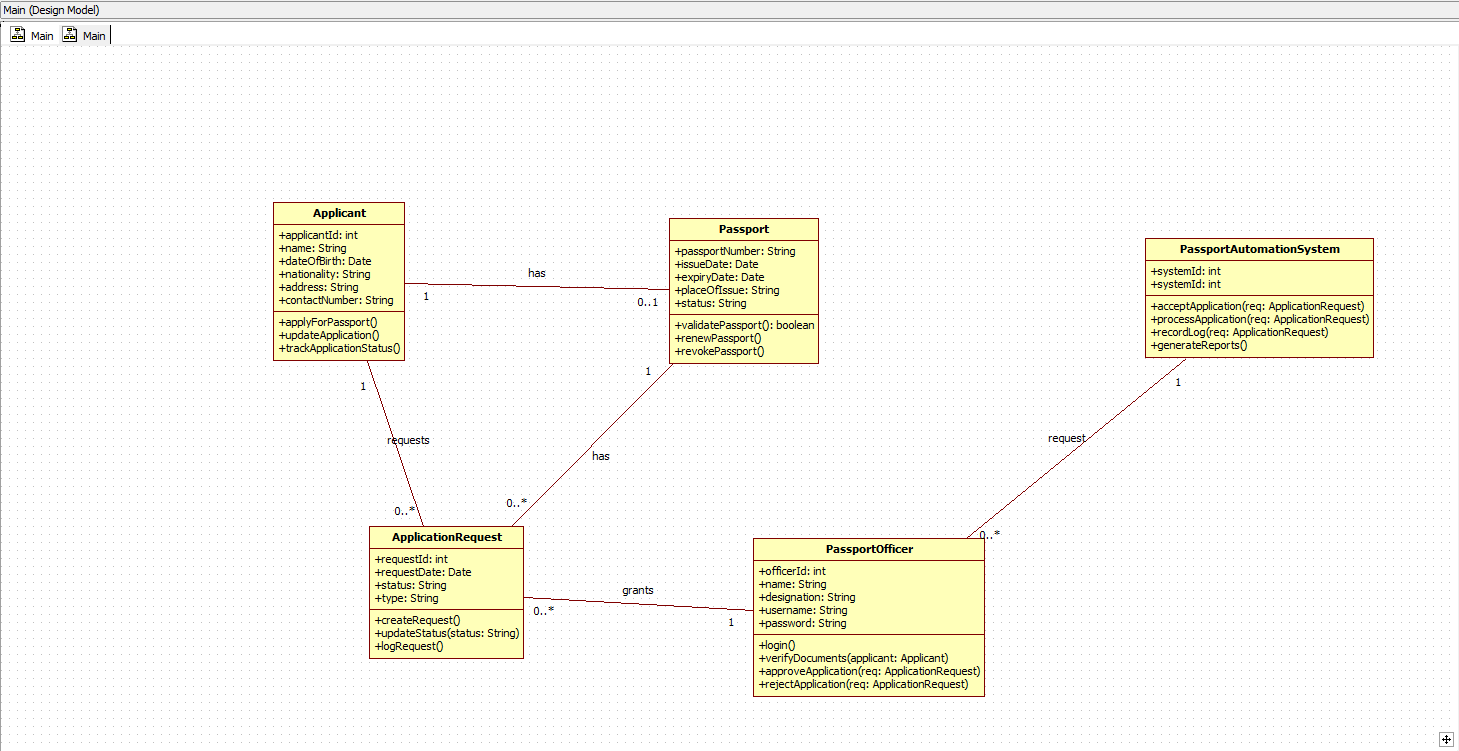 Main (Design Model)
Main Main
Applicant
+applicantId: int
+name: String
+dateOfBirth: Date
+nationality: String
+address: String
+contactNumber: String
+applyForPassport()
+updateApplication()
+trackApplicationStatus()
has
1
0..1
Passport
+passportNumber: String
+issueDate: Date
+expiryDate: Date
+placeOfIssue: String
+status: String
+validatePassport(): boolean
+renewPassport()
+revokePassport()
PassportAutomationSystem
+systemId: int
+systemId: int
+acceptApplication(req: ApplicationRequest)
+processApplication(req: ApplicationRequest)
+recordLog(req: ApplicationRequest)
+generateReports()
1
requests
0..*
1
has
0..*
1
request
0..*
ApplicationRequest
+requestId: int
+requestDate: Date
+status: String
+type: String
+createRequest()
+updateStatus(status: String)
+logRequest()
grants
0..*
1
PassportOfficer
+officerId: int
+name: String
+designation: String
+username: String
+password: String
+login()
+verifyDocuments(applicant: Applicant)
+approveApplication(req: ApplicationRequest)
+rejectApplication(req: ApplicationRequest)